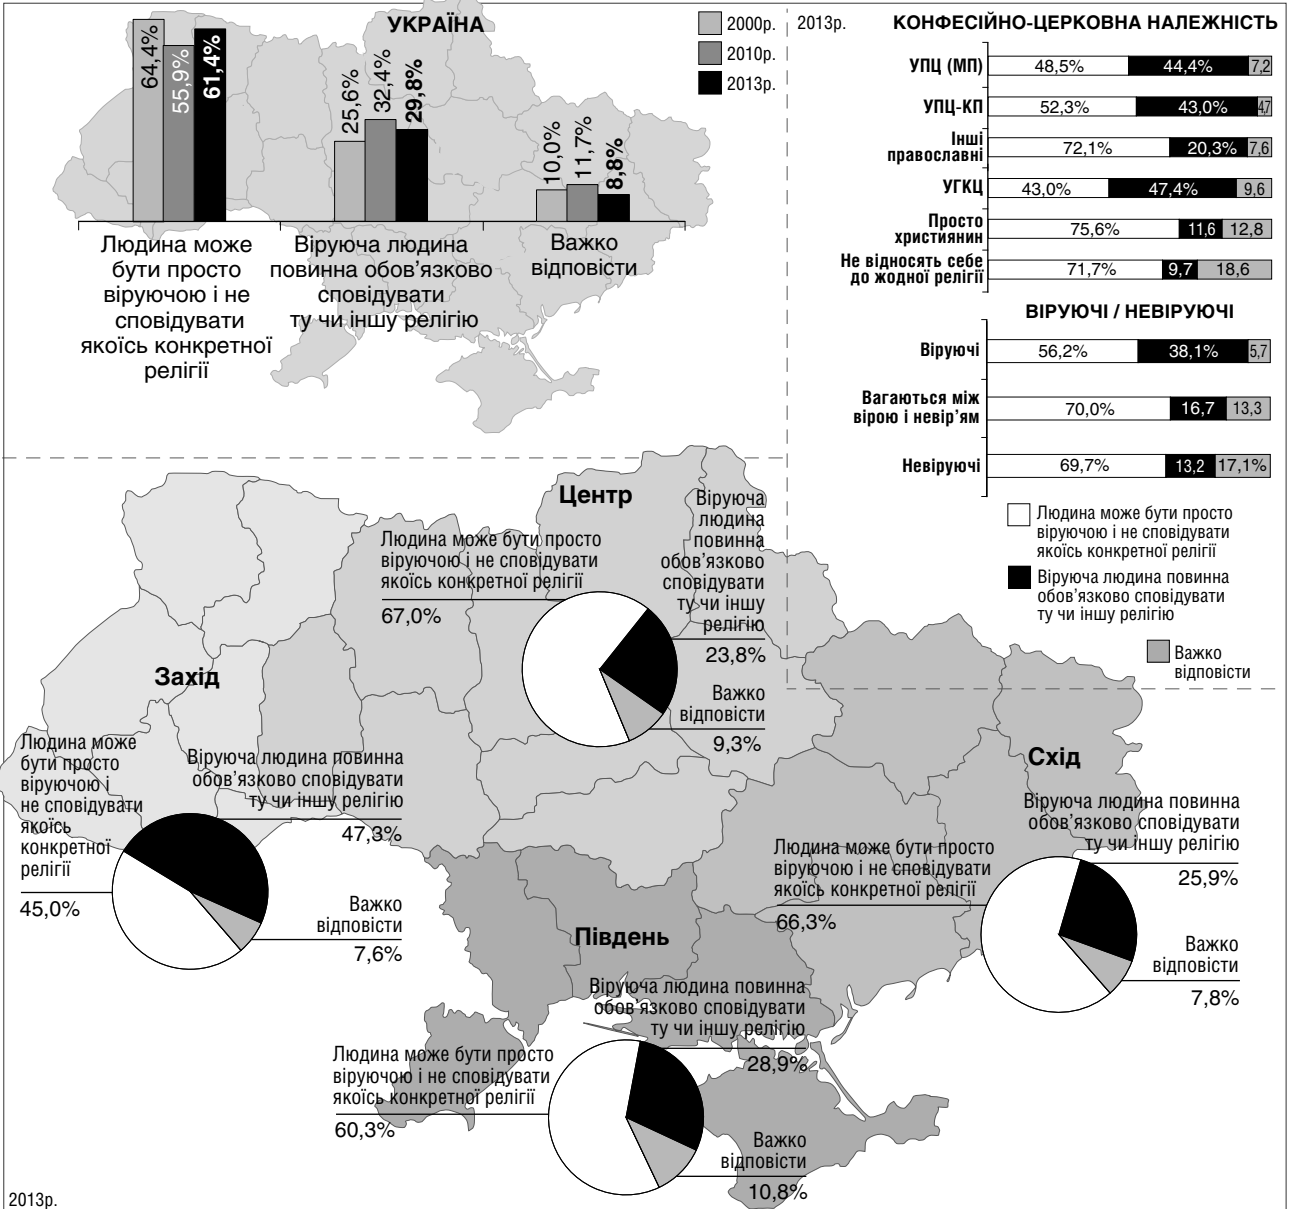 УКРАЇНА
2000р.
2010р.
2013р.
64,4%
55,9%
61,4%
25,6%
32,4%
29,8%
10,0%
11,7%
8,8%
Людина може
бути просто
віруючою і не
сповідувати
якоїсь конкретної
релігії
Віруюча людина
повинна обов’язково
сповідувати
ту чи іншу релігію
Важко
відповісти
2013р.
КОНФЕСІЙНО-ЦЕРКОВНА НАЛЕЖНІСТЬ
УПЦ (МП)
48,5%
44,4%
7,2
УПЦ-КП
52,3%
43,0%
4,7
Інші
православні
72,1%
20,3%
7,6
УГКЦ
43,0%
47,4%
9,6
Просто
християнин
75,6%
11,6
12,8
Не відносять себе
до жодної релігії
71,7%
9,7
18,6
ВІРУЮЧІ / НЕВІРУЮЧІ
Віруючі
56,2%
38,1%
5,7
Вагаються між
вірою і невір’ям
70,0%
16,7
13,3
Невіруючі
69,7%
13,2
17,1%
Людина може бути просто
віруючою і не сповідувати
якоїсь конкретної релігії
Віруюча людина повинна
обов’язково сповідувати
ту чи іншу релігію
Важко
відповісти
Центр
Людина може бути просто
віруючою і не сповідувати
якоїсь конкретної релігії
67,0%
Віруюча
людина
повинна
обов’язково
сповідувати
ту чи іншу
релігію
23,8%
Важко
відповісти
9,3%
Захід
Людина може
бути просто
віруючою і
не сповідувати
якоїсь
конкретної
релігії
45,0%
Віруюча людина повинна
обов’язково сповідувати
ту чи іншу релігію
47,3%
Важко
відповісти
7,6%
Схід
Віруюча людина повинна
обов’язково сповідувати
ту чи іншу релігію
25,9%
Людина може бути просто
віруючою і не сповідувати
якоїсь конкретної релігії
66,3%
Важко
відповісти
7,8%
Південь
Віруюча людина повинна
обов’язково сповідувати
ту чи іншу релігію
28,9%
Людина може бути просто
віруючою і не сповідувати
якоїсь конкретної релігії
60,3%
Важко
відповісти
10,8%
2013р.